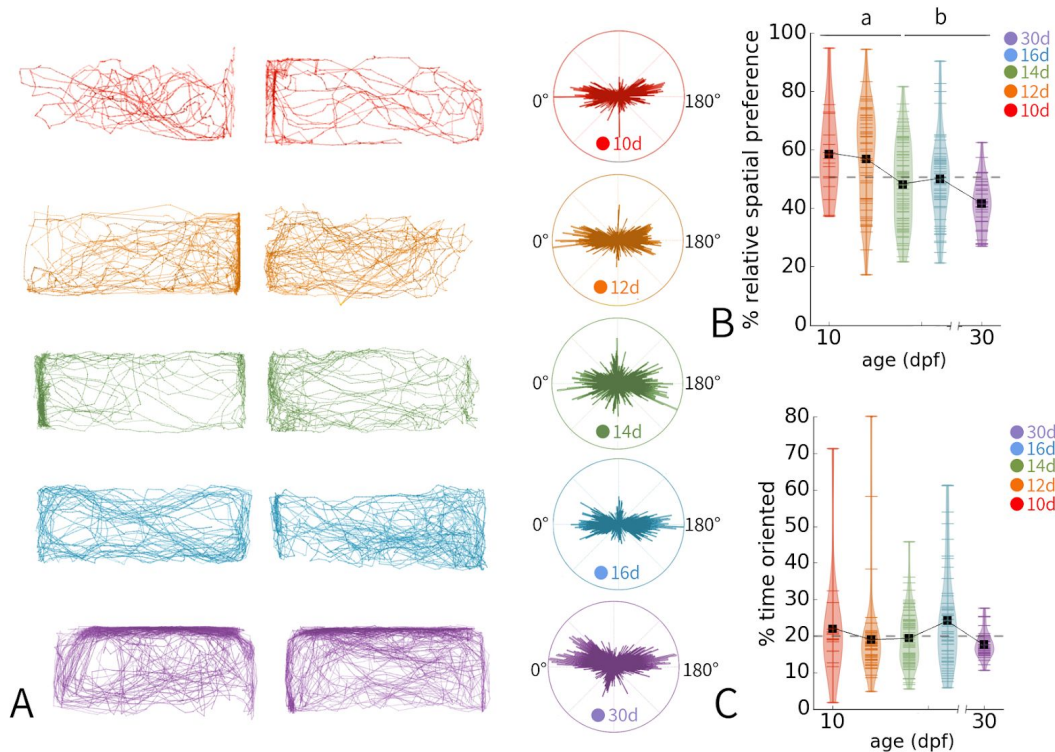 A
0°
180°
10d
0°
180°
12d
0°
180°
14d
0°
180°
16d
0°
180°
30d
B
% relative spatial preference
100
80
60
40
20
0
a
b
10
30
age (dpf)
30d
16d
14d
12d
10d
C
% time oriented
80
70
60
50
40
30
20
10
0
10
30
age (dpf)
30d
16d
14d
12d
10d